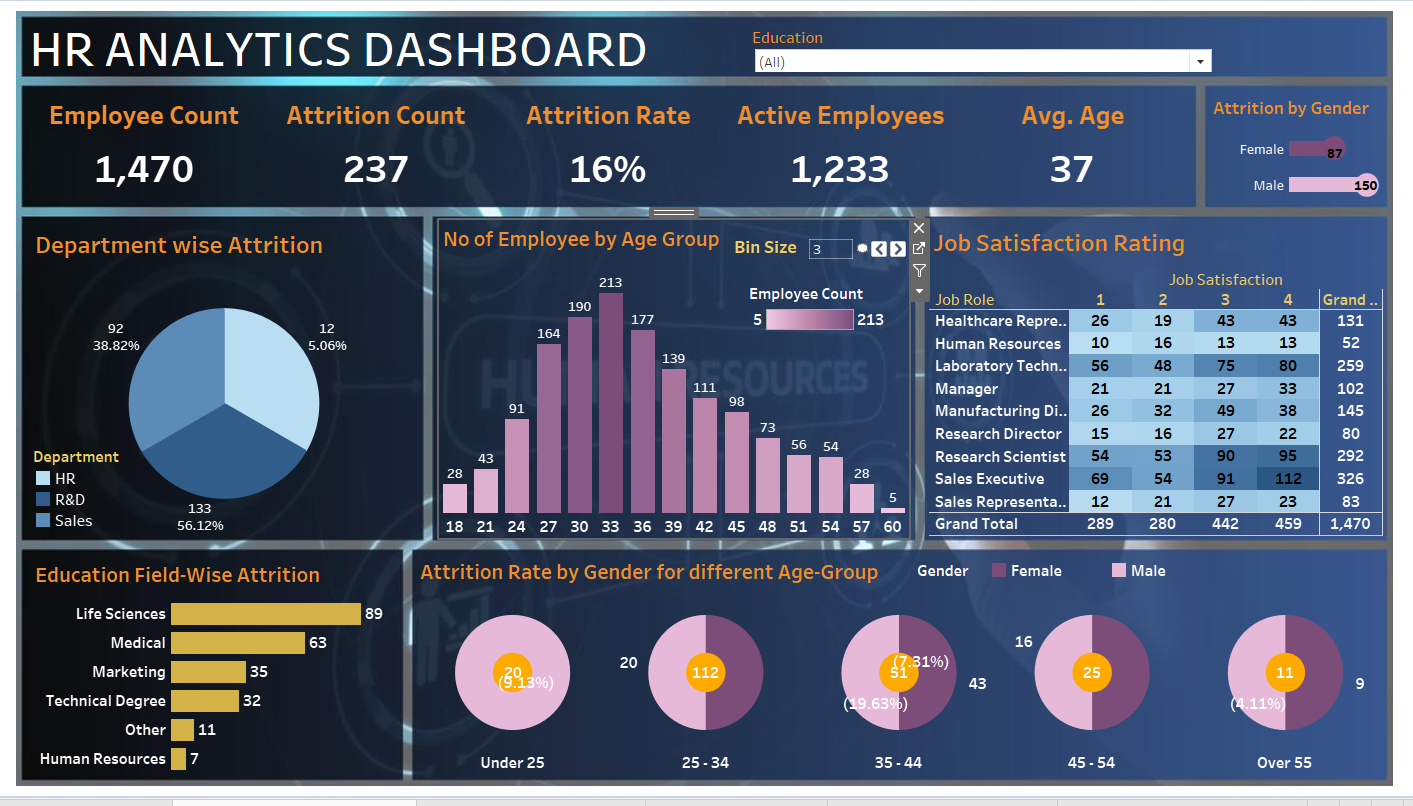 HR ANALYTICS DASHBOARD
Education
(All)
Employee Count
1,470
Attrition Count
237
Attrition Rate
16%
Active Employees
1,233
Avg. Age
37
Attrition by Gender
Female 87
Male 150
Department wise Attrition
92
38.82%
12
5.06%
133
56.12%
Department
HR
R&D
Sales
No of Employee by Age Group
Bin Size 3
Employee Count
5 213
28 43 91 164 190 213 177 139 111 98 73 56 54 28 5
18 21 24 27 30 33 36 39 42 45 48 51 54 57 60
HUMAN RESOURCES
Job Satisfaction Rating
Job Satisfaction
Job Role 1 2 3 4 Grand ..
Healthcare Repre.. 26 19 43 43 131
Human Resources 10 16 13 13 52
Laboratory Techn.. 56 48 75 80 259
Manager 21 21 27 33 102
Manufacturing Di.. 26 32 49 38 145
Research Director 15 16 27 22 80
Research Scientist 54 53 90 95 292
Sales Executive 69 54 91 112 326
Sales Representa.. 12 21 27 23 83
Grand Total 289 280 442 459 1,470
Education Field-Wise Attrition
Life Sciences 89
Medical 63
Marketing 35
Technical Degree 32
Other 11
Human Resources 7
Attrition Rate by Gender for different Age-Group
Gender Female Male
20
(9.13%)
Under 25
20
112
25 - 34
(7.31%)
51
43
(19.63%)
35 - 44
16
25
45 - 54
11
9
(4.11%)
Over 55